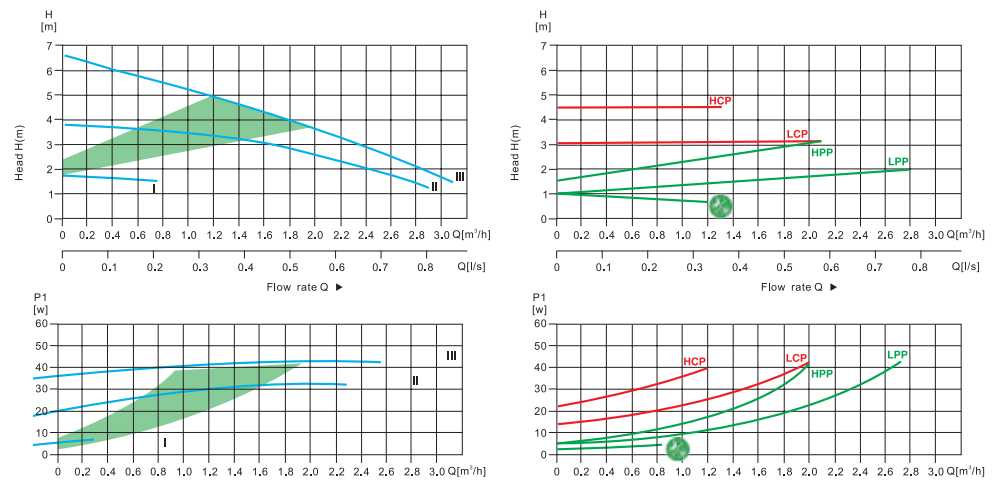 H
[m]
7
6
5
4
3
2
1
0
Head H(m)
I
II
III
0 0.2 0.4 0.6 0.8 1.0 1.2 1.4 1.6 1.8 2.0 2.2 2.4 2.6 2.8 3.0 Q[m³/h]
0 0.1 0.2 0.3 0.4 0.5 0.6 0.7 0.8 Q[l/s]
Flow rate Q ►
H
[m]
7
6
5
4
3
2
1
0
Head H(m)
HCP
LCP
HPP
LPP
0 0.2 0.4 0.6 0.8 1.0 1.2 1.4 1.6 1.8 2.0 2.2 2.4 2.6 2.8 3.0 Q[m³/h]
0 0.1 0.2 0.3 0.4 0.5 0.6 0.7 0.8 Q[l/s]
Flow rate Q ►
P1
[w]
60
50
40
30
20
10
0
III
II
I
0 0.2 0.4 0.6 0.8 1.0 1.2 1.4 1.6 1.8 2.0 2.2 2.4 2.6 2.8 3.0 Q[m³/h]
P1
[w]
60
50
40
30
20
10
0
HCP
LCP
HPP
LPP
0 0.2 0.4 0.6 0.8 1.0 1.2 1.4 1.6 1.8 2.0 2.2 2.4 2.6 2.8 3.0 Q[m³/h]